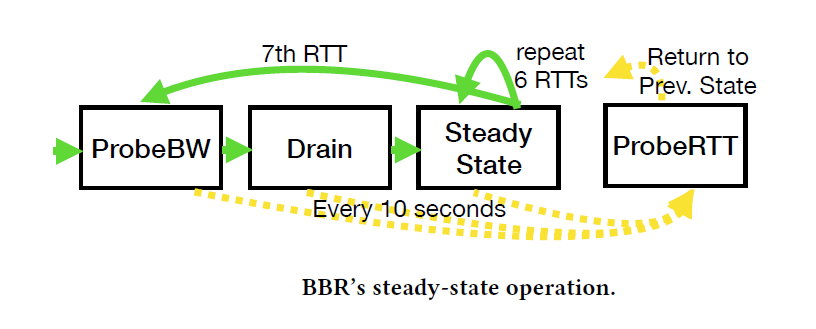 7th RTT
repeat
6 RTTs
Return to
Prev. State
ProbeBW
Drain
Steady
State
ProbeRTT
Every 10 seconds
BBR's steady-state operation.